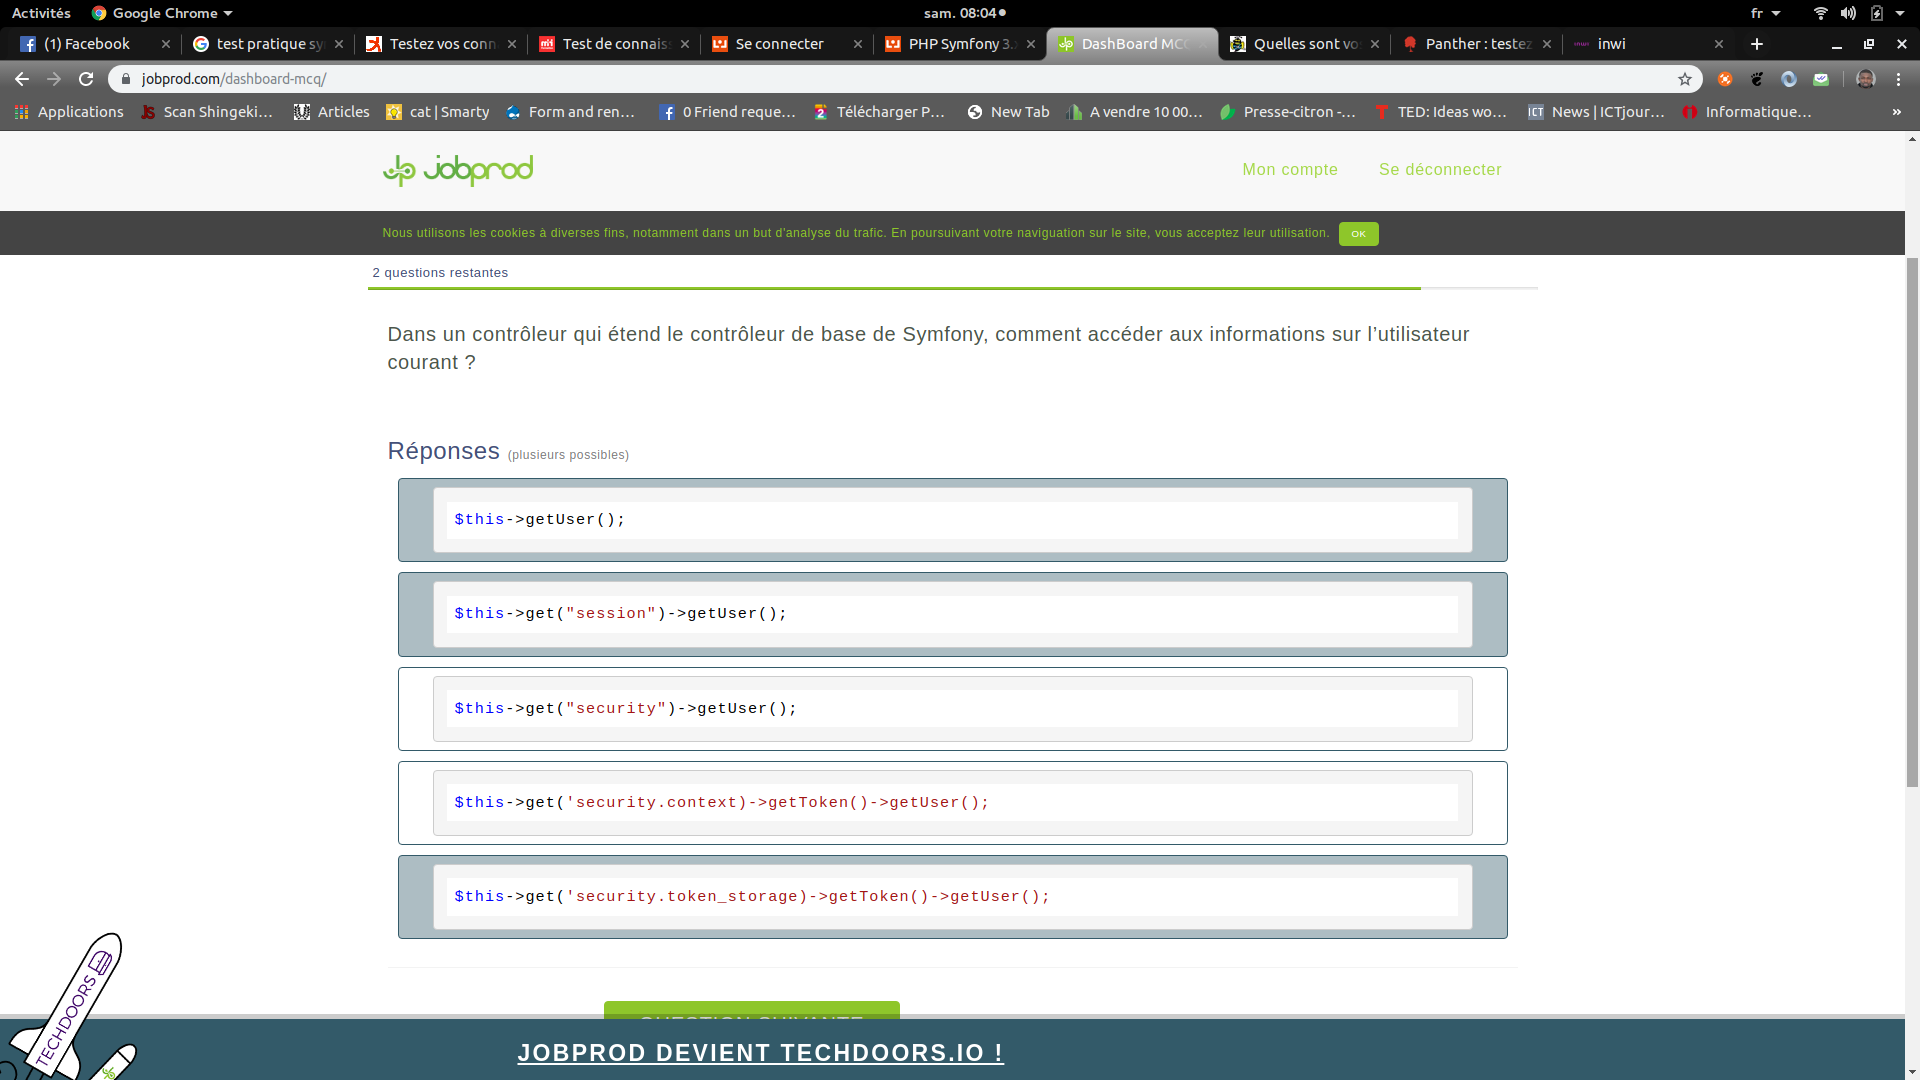 Activités Google Chrome sam. 08:04 fr
(1) Facebook test pratique sy Testez vos conn Test de connais Se connecter PHP Symfony 3. DashBoard MC Quelles sont vo Panther : testez inwi
jobprod.com/dashboard-mcq/
Applications Scan Shingeki... Articles cat | Smarty Form and ren... 0 Friend reque... Télécharger P... New Tab A vendre 10 00... Presse-citron -... TED: Ideas wo... News | ICTjour... Informatique... »
jobprod Mon compte Se déconnecter
Nous utilisons les cookies à diverses fins, notamment dans un but d'analyse du trafic. En poursuivant votre naviguation sur le site, vous acceptez leur utilisation. OK
2 questions restantes
Dans un contrôleur qui étend le contrôleur de base de Symfony, comment accéder aux informations sur l’utilisateur
courant ?
Réponses (plusieurs possibles)
$this->getUser();
$this->get("session")->getUser();
$this->get("security")->getUser();
$this->get('security.context)->getToken()->getUser();
$this->get('security.token_storage)->getToken()->getUser();
QUESTION SUIVANTE
TECHDOORS
JOBPROD DEVIENT TECHDOORS.IO !